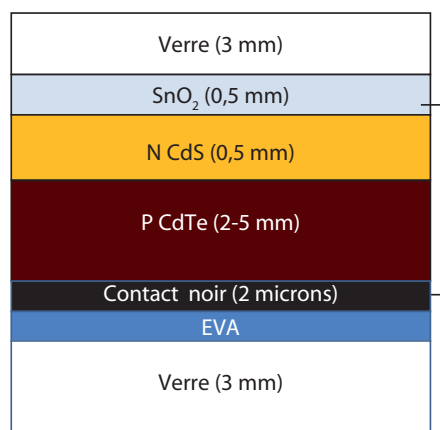 Verre (3 mm)
SnO₂ (0,5 mm)
N CdS (0,5 mm)
P CdTe (2-5 mm)
Contact noir (2 microns)
EVA
Verre (3 mm)